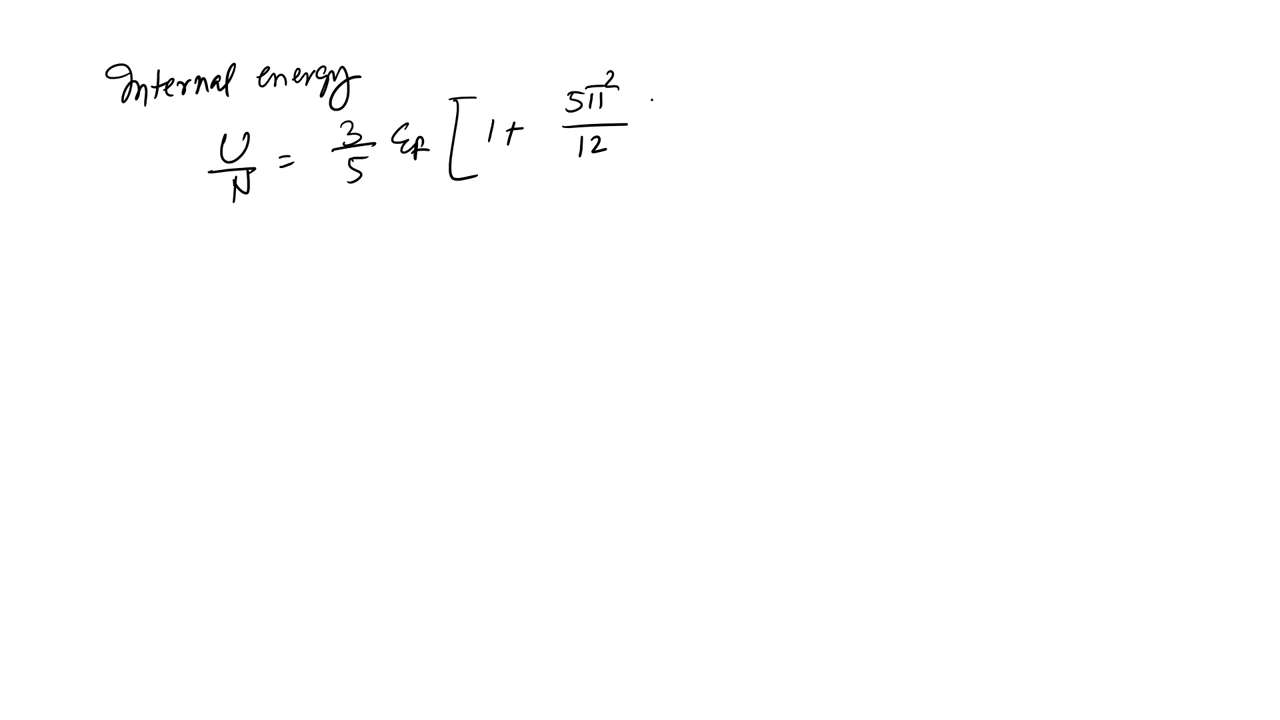 Internal energy
U/N = 3/5 εF [ 1 + 5π²/12 .